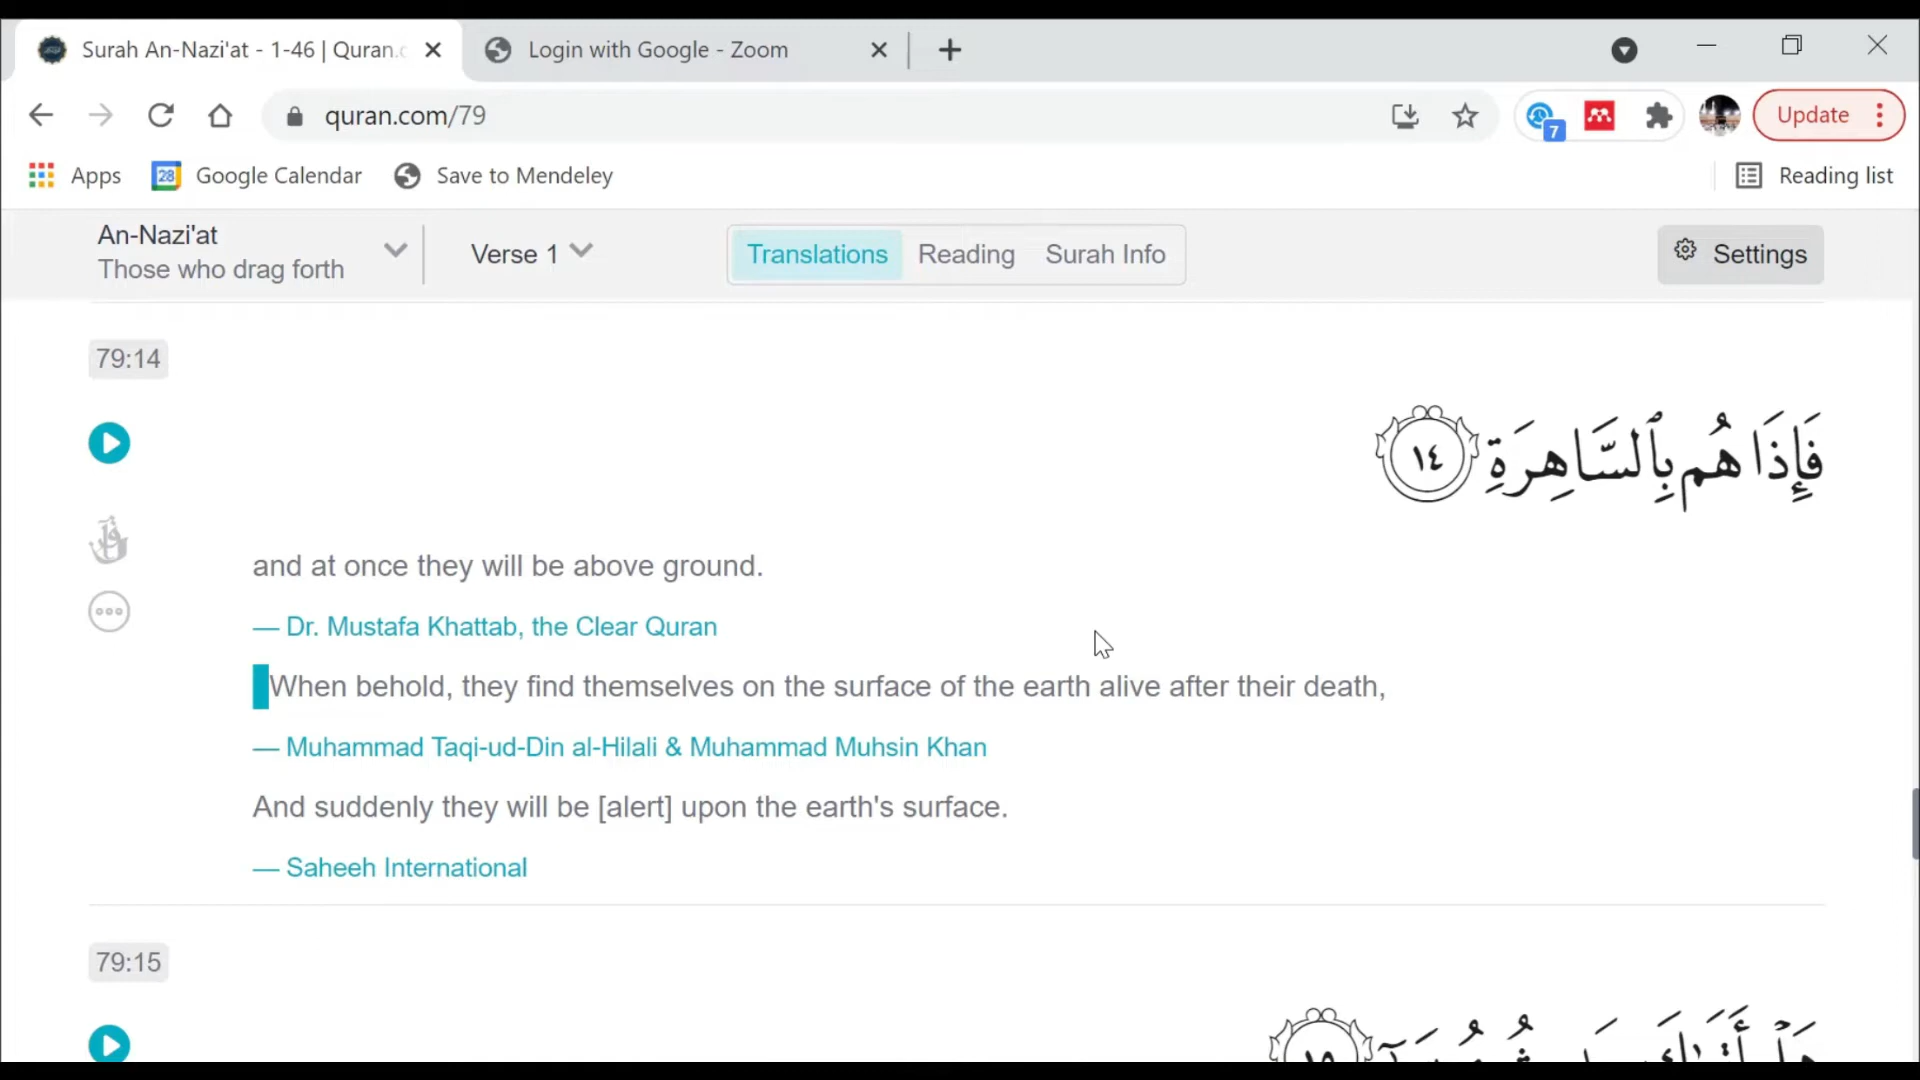 Surah An-Nazi'at - 1-46 | Quran.c
Login with Google - Zoom
quran.com/79
7
Update
Apps
28
Google Calendar
Save to Mendeley
Reading list
An-Nazi'at
Those who drag forth
Verse 1
Translations
Reading
Surah Info
Settings
79:14
فَإِذَا هُم بِٱلسَّاهِرَةِ ١٤
and at once they will be above ground.
— Dr. Mustafa Khattab, the Clear Quran
When behold, they find themselves on the surface of the earth alive after their death,
— Muhammad Taqi-ud-Din al-Hilali & Muhammad Muhsin Khan
And suddenly they will be [alert] upon the earth's surface.
— Saheeh International
79:15